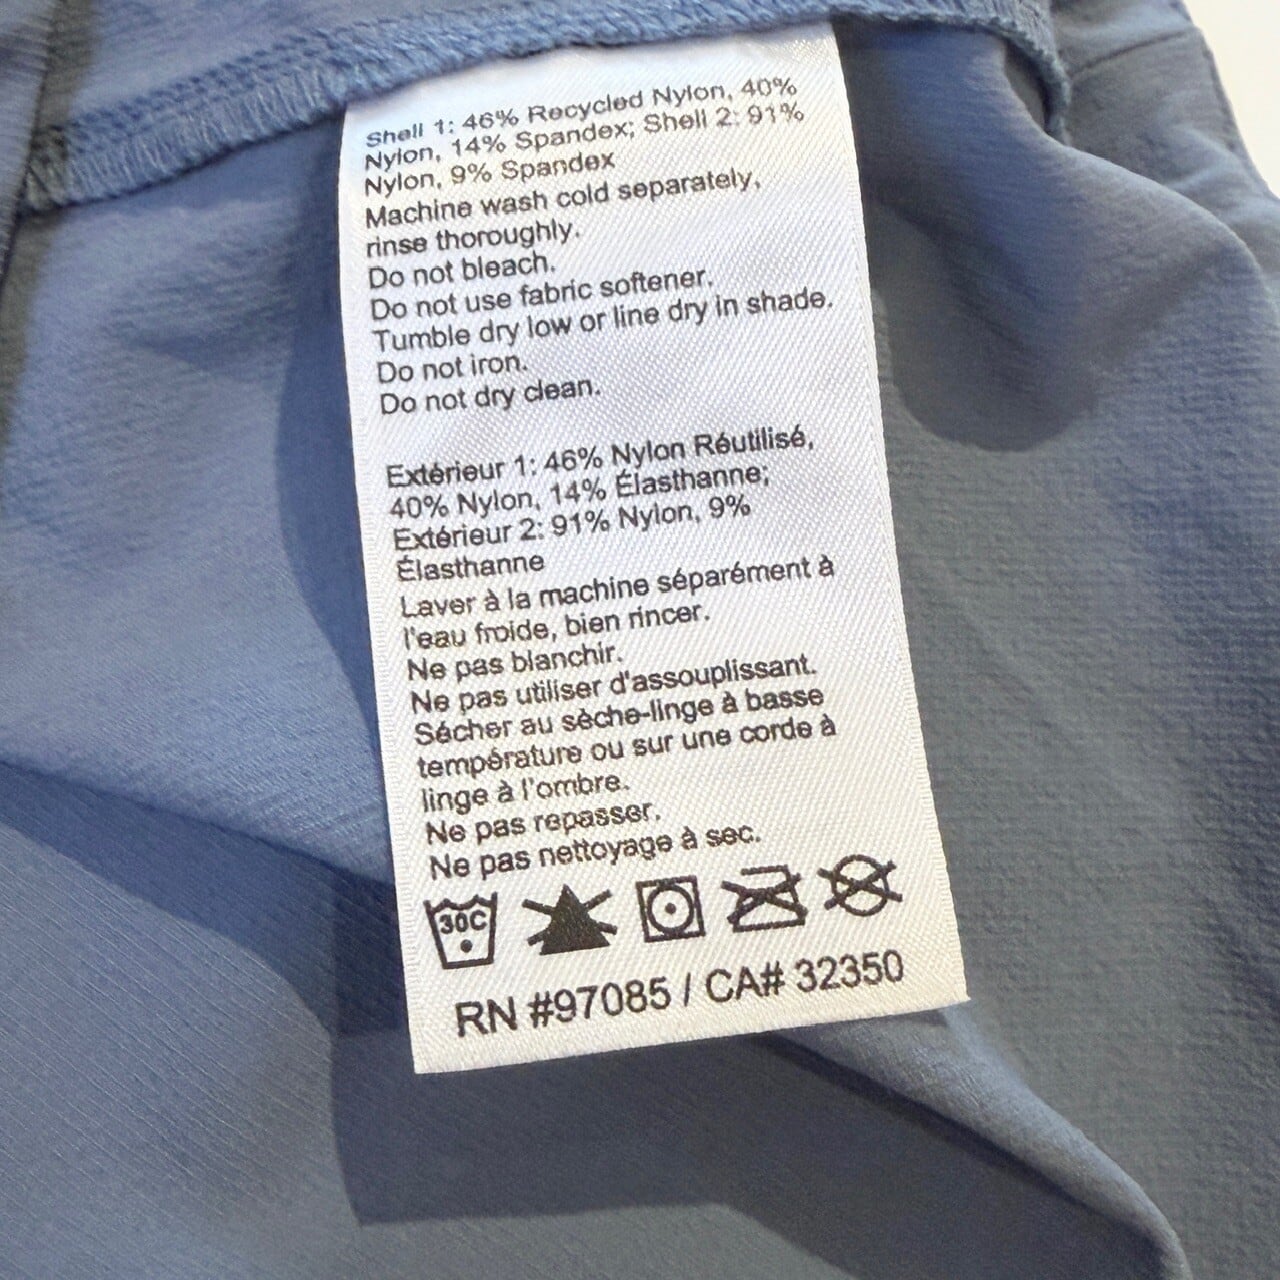 Shell 1: 46% Recycled Nylon, 40%
Nylon, 14% Spandex; Shell 2: 91%
Nylon, 9% Spandex
Machine wash cold separately,
rinse thoroughly.
Do not bleach.
Do not use fabric softener.
Tumble dry low or line dry in shade.
Do not iron.
Do not dry clean.
Extérieur 1: 46% Nylon Réutilisé,
40% Nylon, 14% Élasthanne;
Extérieur 2: 91% Nylon, 9%
Élasthanne
Laver à la machine séparément à
l'eau froide, bien rincer.
Ne pas blanchir.
Ne pas utiliser d'assouplissant.
Sécher au sèche-linge à basse
température ou sur une corde à
linge à l'ombre.
Ne pas repasser.
Ne pas nettoyage à sec.
30C
RN #97085 / CA# 32350